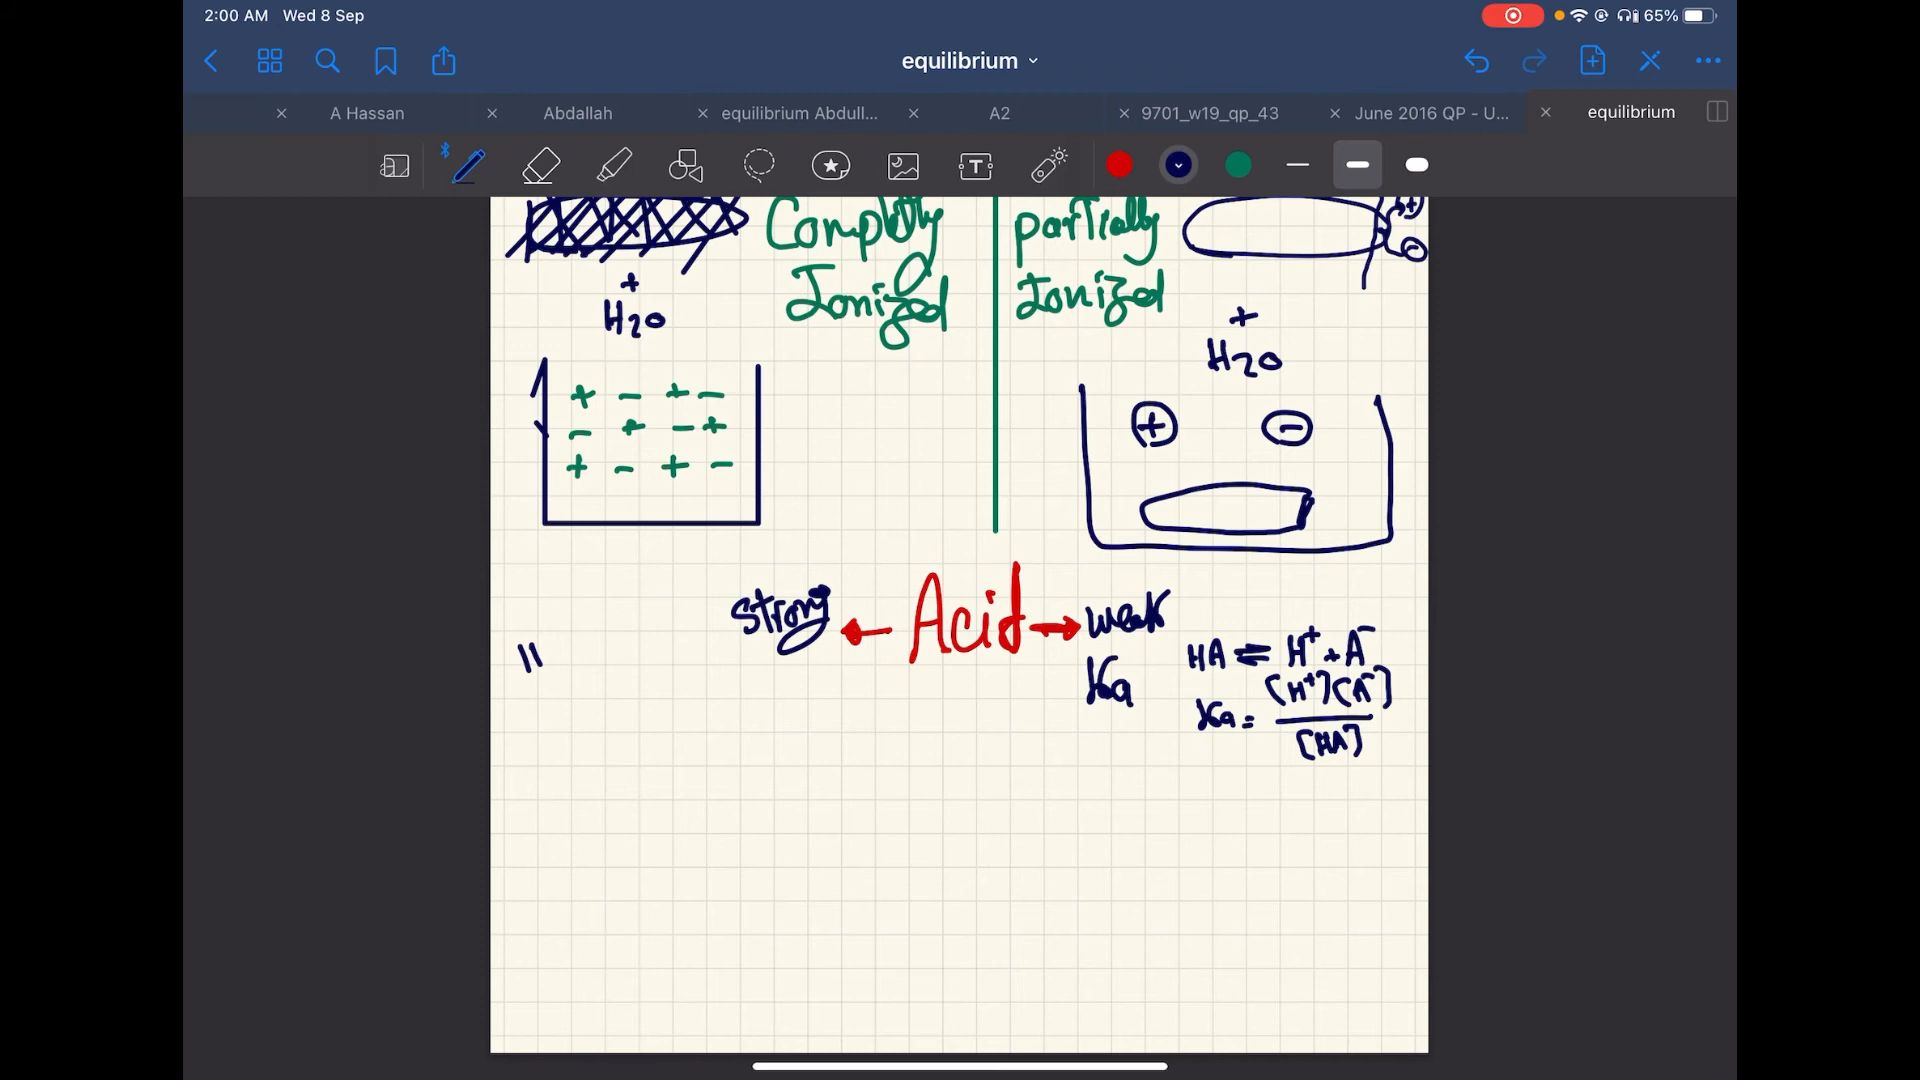 2:00 AM Wed 8 Sep
65%
equilibrium
A Hassan
Abdallah
equilibrium Abdull...
A2
9701_w19_qp_43
June 2016 QP - U...
equilibrium
Complitly
Ionized
partially
Ionized
+
H2O
+
H2O
+ - + -
- + - +
+ - + -
+ -
strong ← Acid → weak
Ka
HA ⇌ H⁺ + A⁻
Ka = [H⁺][A⁻] / [HA]